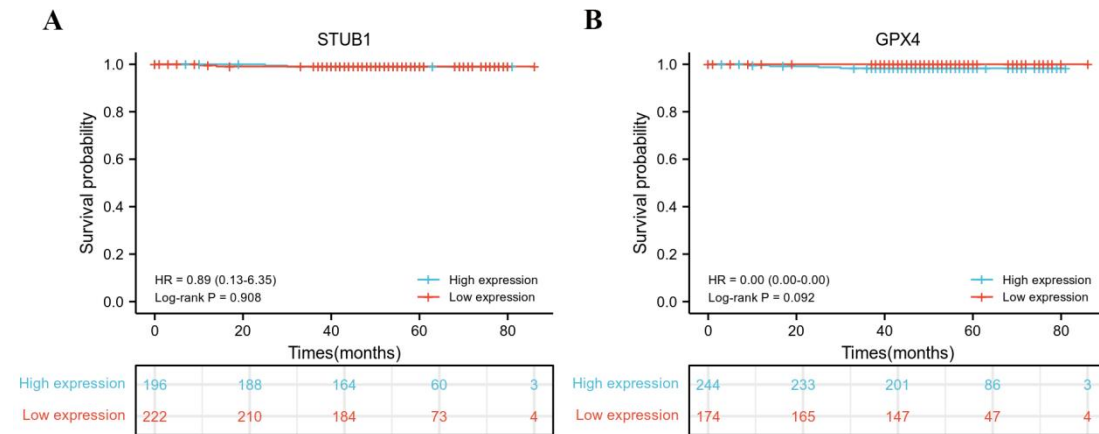 A
STUB1
Survival probability
1.0
0.8
0.6
0.4
0.2
0.0
HR = 0.89 (0.13-6.35)
Log-rank P = 0.908
High expression
Low expression
0 20 40 60 80
Times(months)
High expression 196 188 164 60 3
Low expression 222 210 184 73 4
B
GPX4
Survival probability
1.0
0.8
0.6
0.4
0.2
0.0
HR = 0.00 (0.00-0.00)
Log-rank P = 0.092
High expression
Low expression
0 20 40 60 80
Times(months)
High expression 244 233 201 86 3
Low expression 174 165 147 47 4